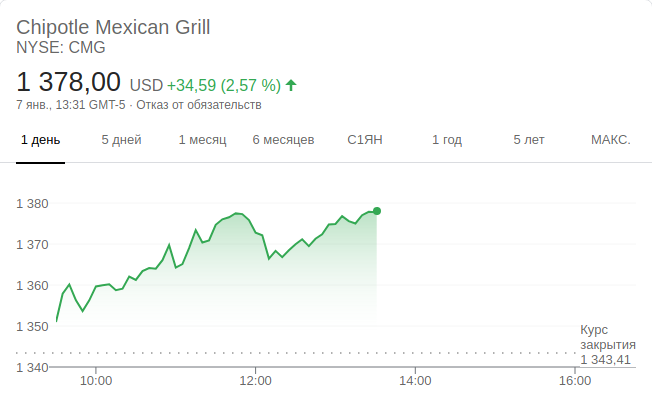 Chipotle Mexican Grill
NYSE: CMG
1 378,00 USD +34,59 (2,57 %)
7 янв., 13:31 GMT-5 · Отказ от обязательств
1 день 5 дней 1 месяц 6 месяцев С1ЯН 1 год 5 лет МАКС.
1 380
1 370
1 360
1 350
1 340
Курс
закрытия
1 343,41
10:00 12:00 14:00 16:00